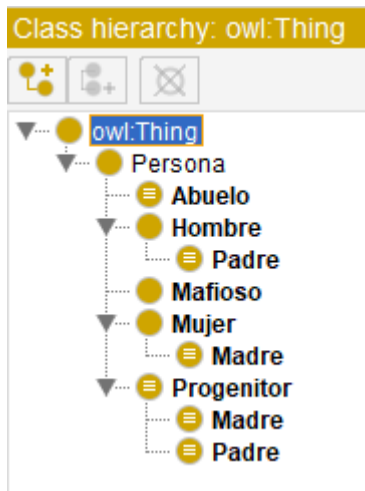 Class hierarchy: owl:Thing
owl:Thing
Persona
Abuelo
Hombre
Padre
Mafioso
Mujer
Madre
Progenitor
Madre
Padre